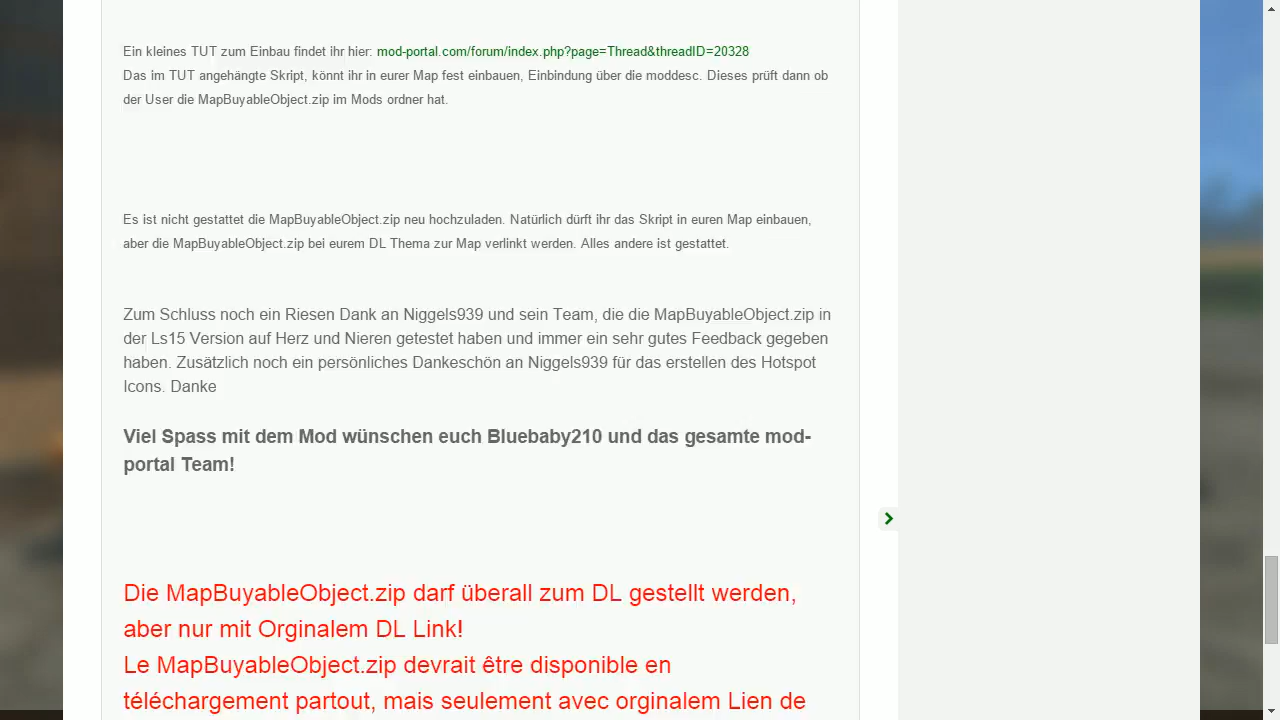 Ein kleines TUT zum Einbau findet ihr hier: mod-portal.com/forum/index.php?page=Thread&threadID=20328
Das im TUT angehängte Skript, könnt ihr in eurer Map fest einbauen, Einbindung über die moddesc. Dieses prüft dann ob
der User die MapBuyableObject.zip im Mods ordner hat.
Es ist nicht gestattet die MapBuyableObject.zip neu hochzuladen. Natürlich dürft ihr das Skript in euren Map einbauen,
aber die MapBuyableObject.zip bei eurem DL Thema zur Map verlinkt werden. Alles andere ist gestattet.
Zum Schluss noch ein Riesen Dank an Niggels939 und sein Team, die die MapBuyableObject.zip in
der Ls15 Version auf Herz und Nieren getestet haben und immer ein sehr gutes Feedback gegeben
haben. Zusätzlich noch ein persönliches Dankeschön an Niggels939 für das erstellen des Hotspot
Icons. Danke
Viel Spass mit dem Mod wünschen euch Bluebaby210 und das gesamte mod-
portal Team!
Die MapBuyableObject.zip darf überall zum DL gestellt werden,
aber nur mit Orginalem DL Link!
Le MapBuyableObject.zip devrait être disponible en
téléchargement partout, mais seulement avec orginalem Lien de